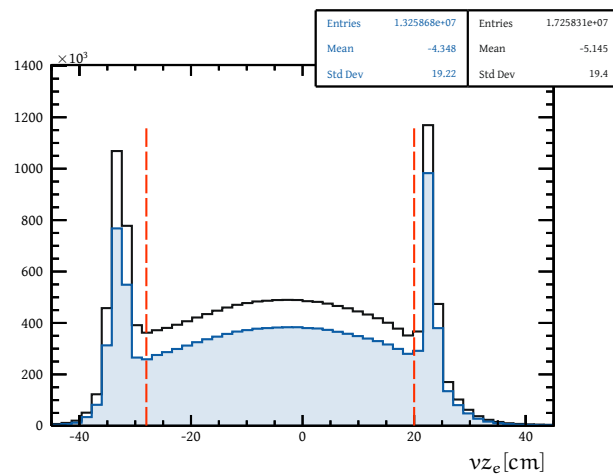 Entries 1.325868e+07 Entries 1.725831e+07
Mean -4.348 Mean -5.145
Std Dev 19.22 Std Dev 19.4
×10³
1400
1200
1000
800
600
400
200
0
−40 -20 0 20 40
vzₑ[cm]